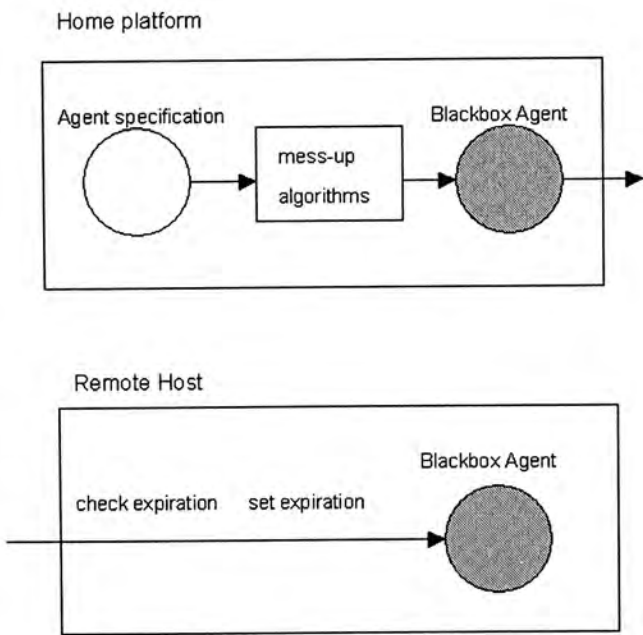 Home platform
Agent specification
Blackbox Agent
mess-up
algorithms
Remote Host
Blackbox Agent
check expiration set expiration